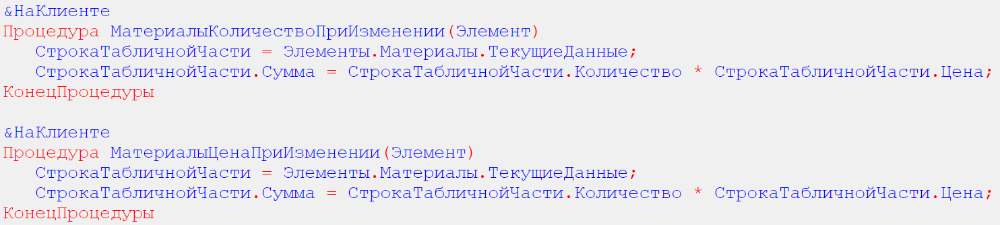 &НаКлиенте
Процедура МатериалыКоличествоПриИзменении(Элемент)
СтрокаТабличнойЧасти = Элементы.Материалы.ТекущиеДанные;
СтрокаТабличнойЧасти.Сумма = СтрокаТабличнойЧасти.Количество * СтрокаТабличнойЧасти.Цена;
КонецПроцедуры
&НаКлиенте
Процедура МатериалыЦенаПриИзменении(Элемент)
СтрокаТабличнойЧасти = Элементы.Материалы.ТекущиеДанные;
СтрокаТабличнойЧасти.Сумма = СтрокаТабличнойЧасти.Количество * СтрокаТабличнойЧасти.Цена;
КонецПроцедуры